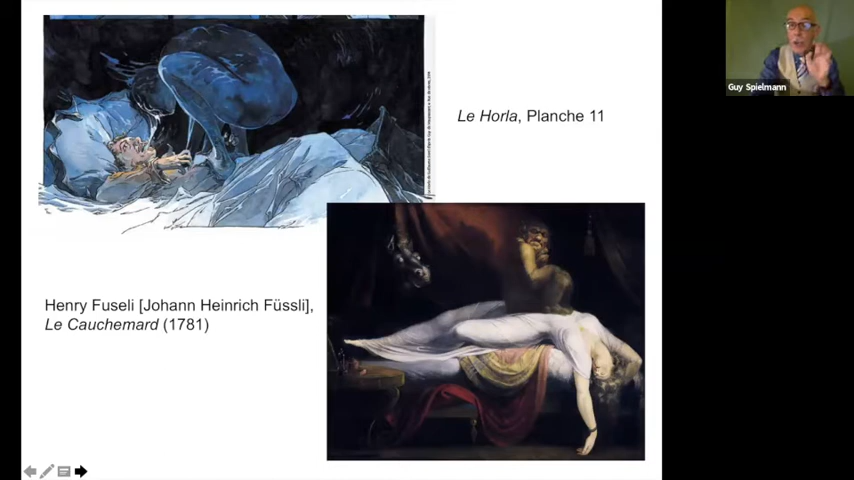 Guy Spielmann
Le Horla, Planche 11
Henry Fuseli [Johann Heinrich Füssli],
Le Cauchemard (1781)